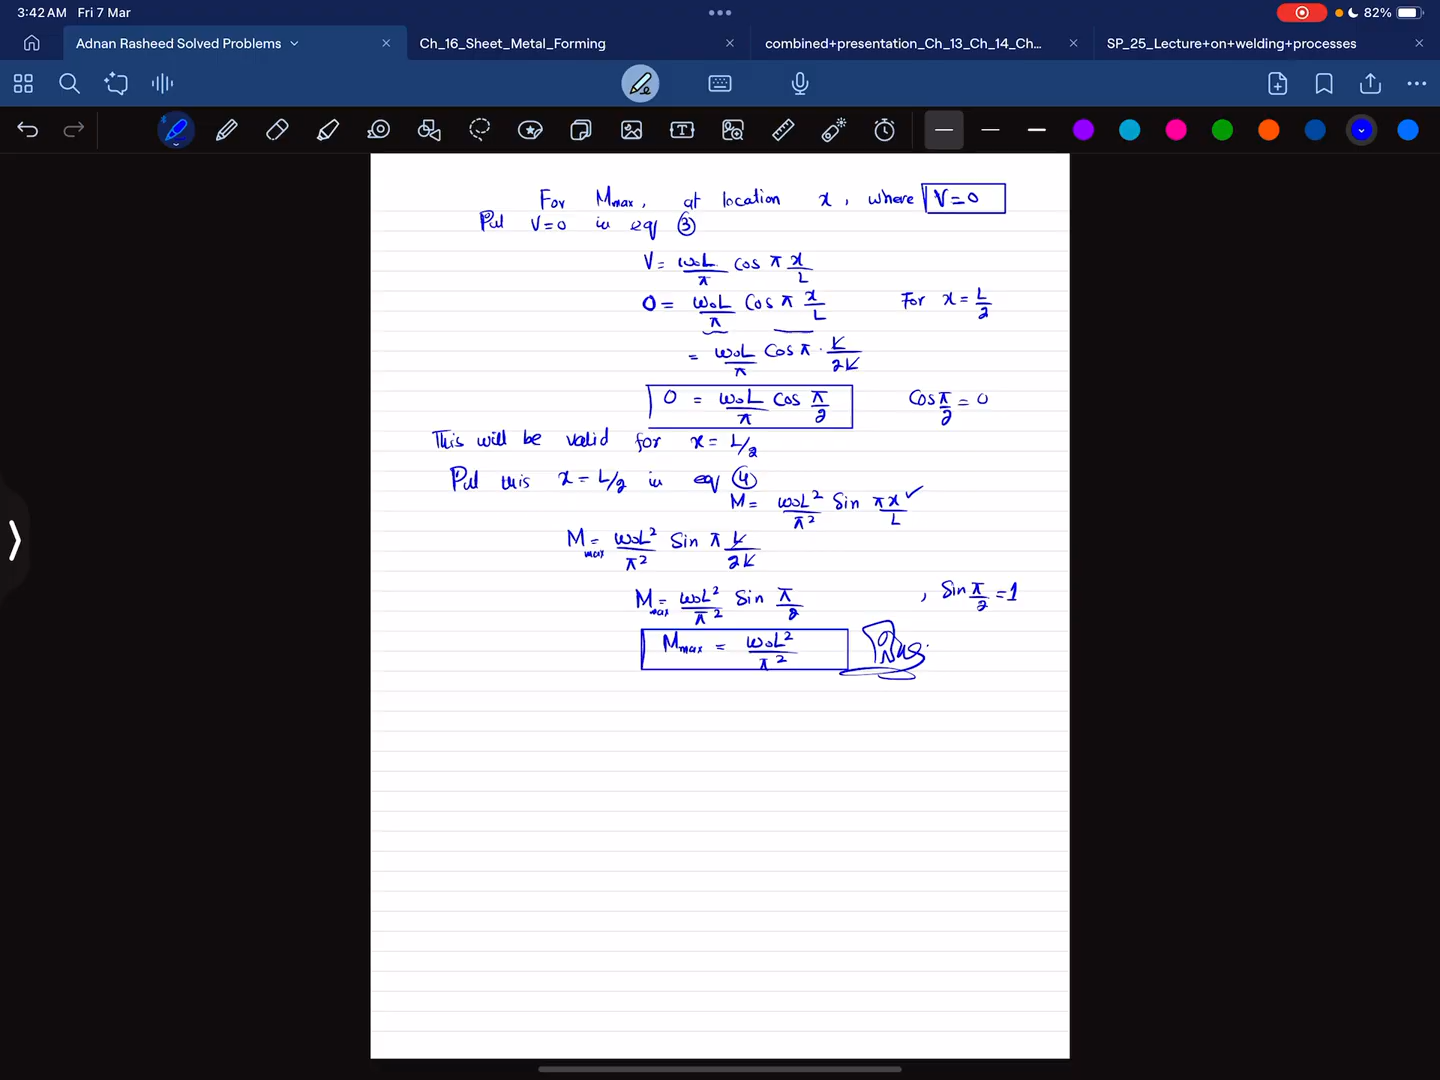 3:42 AM Fri 7 Mar
82%
Adnan Rasheed Solved Problems
Ch_16_Sheet_Metal_Forming
combined+presentation_Ch_13_Ch_14_Ch...
SP_25_Lecture+on+welding+processes
For Mmax, at location x, where V=0
Put V=0 in eq ③
V= w₀L/π cos π x/L
0= w₀L/π Cos π x/L For x = L/2
= w₀L/π Cos π · L/2L
0 = w₀L/π cos π/2 Cos π/2 = 0
This will be valid for x = L/2
Put this x = L/2 in eq ④
M= w₀L²/π² Sin πx/L ✓
Mmax = w₀L²/π² Sin π L/2L
Mmax = w₀L²/π² Sin π/2 , Sin π/2 = 1
Mmax = w₀L²/π²